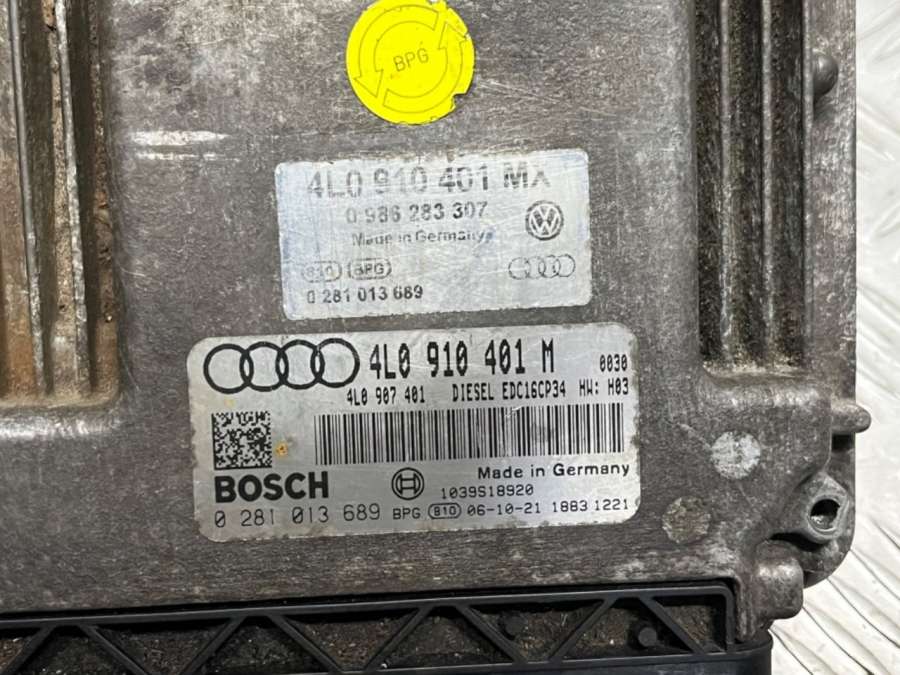 BPG
4L0 910 401 MX
0 986 283 307
Made in Germany
810 BPG
0 281 013 689
4L0 910 401 M 0030
4L0 907 401 DIESEL EDC16CP34 HW: H03
Made in Germany
BOSCH 1039S18920
0 281 013 689 BPG 810 06-10-21 1883 1221